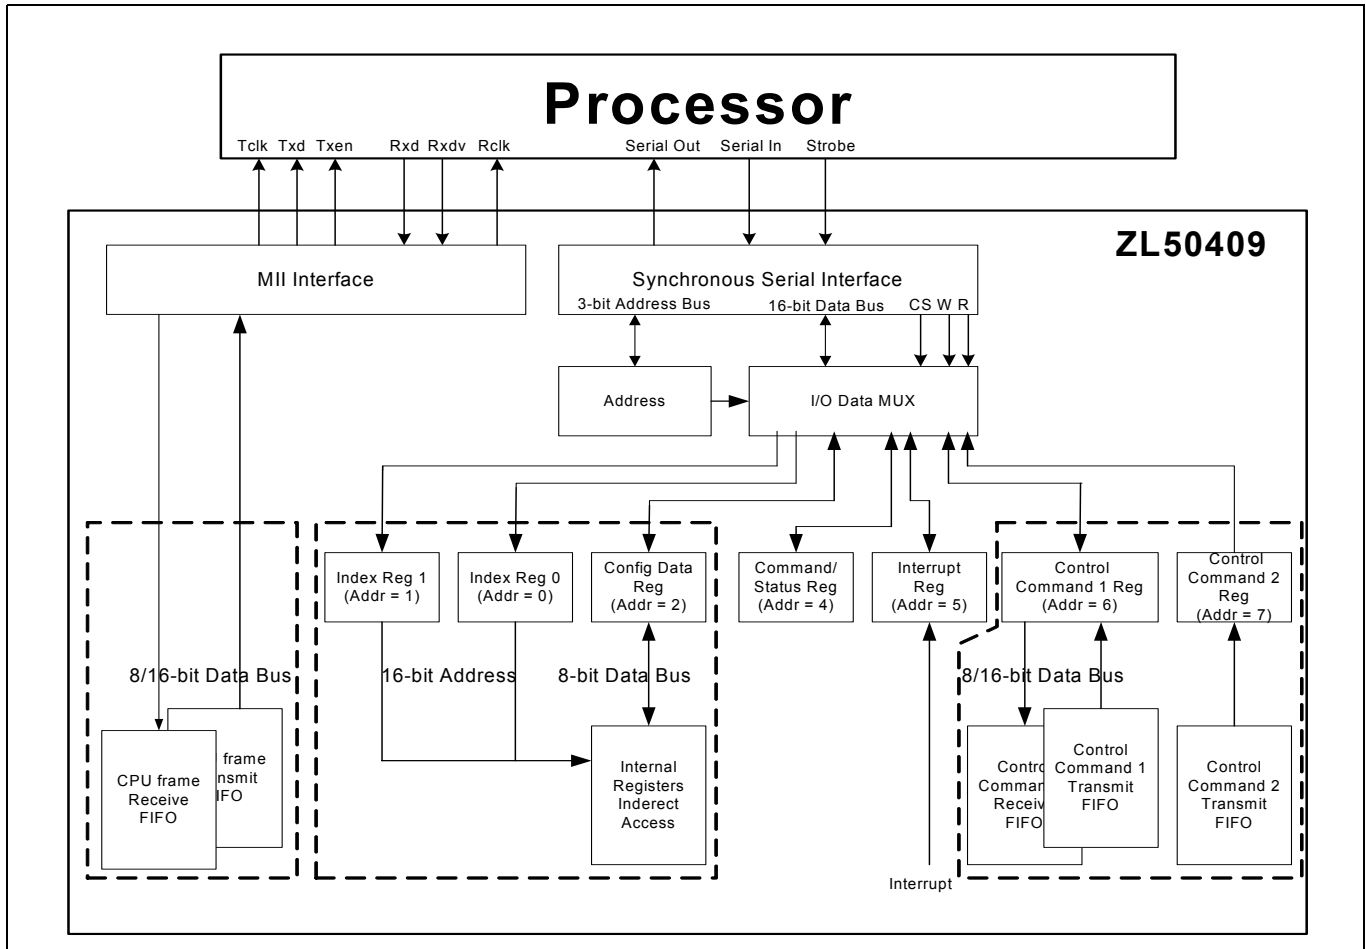 Processor
Tclk Txd Txen Rxd Rxdv Rclk Serial Out Serial In Strobe
ZL50409
MII Interface
Synchronous Serial Interface
3-bit Address Bus 16-bit Data Bus CS W R
Address
I/O Data MUX
Index Reg 1
(Addr = 1)
Index Reg 0
(Addr = 0)
Config Data
Reg
(Addr = 2)
Command/
Status Reg
(Addr = 4)
Interrupt
Reg
(Addr = 5)
Control
Command 1 Reg
(Addr = 6)
Control
Command 2
Reg
(Addr = 7)
8/16-bit Data Bus
16-bit Address
8-bit Data Bus
8/16-bit Data Bus
CPU frame
Receive
FIFO
frame
Internal
Registers
Inderect
Access
Control
Command 1
Transmit
FIFO
FIFO
Control
Command 2
Transmit
FIFO
Interrupt